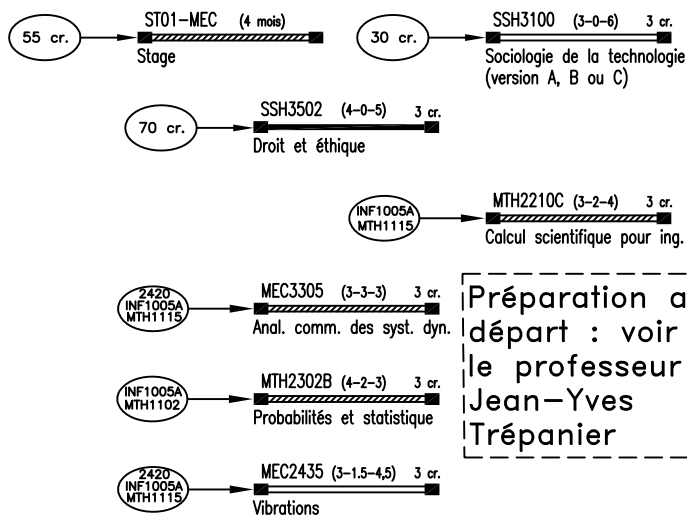 ST01-MEC (4 mois)
55 cr.
Stage
SSH3100 (3-0-6) 3 cr.
30 cr.
Sociologie de la technologie
(version A, B ou C)
SSH3502 (4-0-5) 3 cr.
70 cr.
Droit et éthique
MTH2210C (3-2-4) 3 cr.
INF1005A
MTH1115
Calcul scientifique pour ing.
MEC3305 (3-3-3) 3 cr.
2420
INF1005A
MTH1115
Anal. comm. des syst. dyn.
Préparation a
départ : voir
le professeur
Jean-Yves
Trépanier
MTH2302B (4-2-3) 3 cr.
INF1005A
MTH1102
Probabilités et statistique
MEC2435 (3-1.5-4,5) 3 cr.
2420
INF1005A
MTH1115
Vibrations